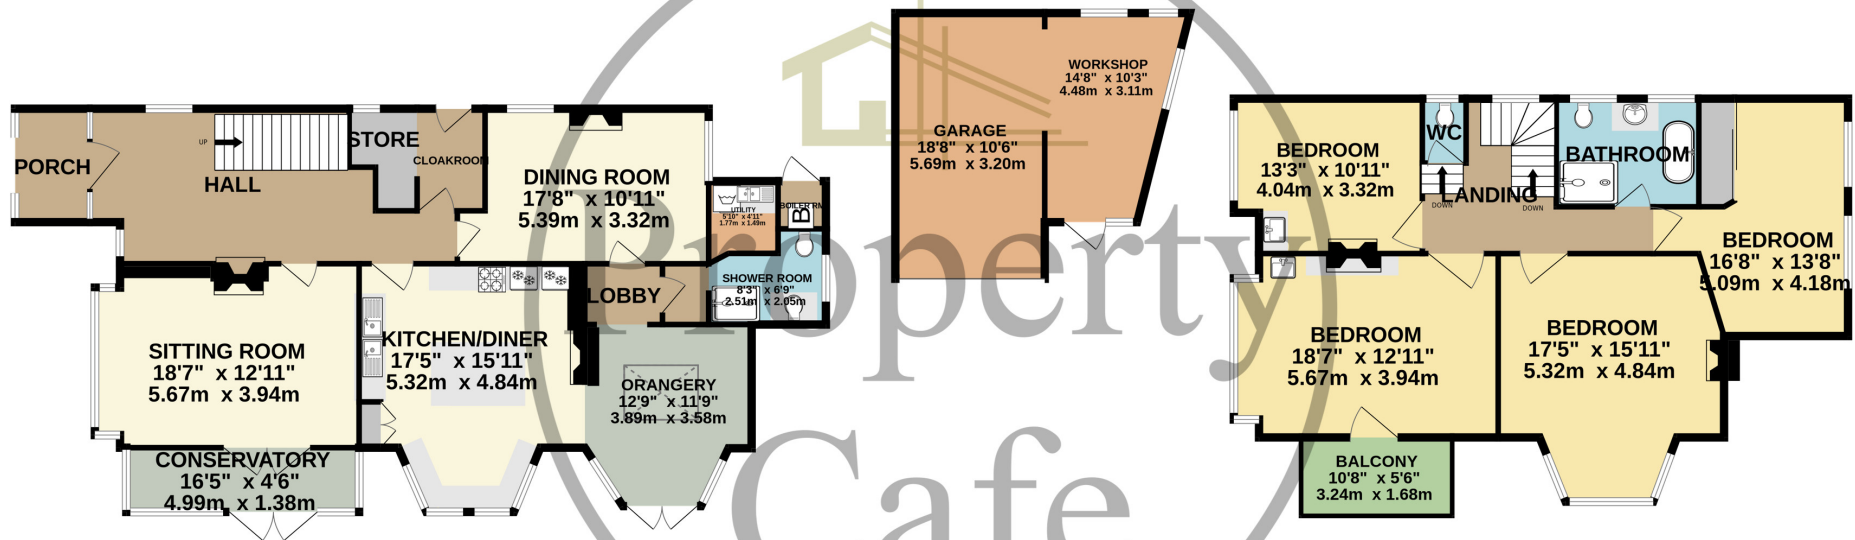 PORCH
UP
HALL
STORE
CLOAKROOM
DINING ROOM
17'8" x 10'11"
5.39m x 3.32m
UTILITY
5'10" x 4'11"
1.77m x 1.49m
BOILER RM
B
SHOWER ROOM
8'3" x 6'9"
2.51m x 2.05m
LOBBY
SITTING ROOM
18'7" x 12'11"
5.67m x 3.94m
KITCHEN/DINER
17'5" x 15'11"
5.32m x 4.84m
ORANGERY
12'9" x 11'9"
3.89m x 3.58m
CONSERVATORY
16'5" x 4'6"
4.99m x 1.38m
GARAGE
18'8" x 10'6"
5.69m x 3.20m
WORKSHOP
14'8" x 10'3"
4.48m x 3.11m
BEDROOM
13'3" x 10'11"
4.04m x 3.32m
WC
DOWN
LANDING
DOWN
BATHROOM
BEDROOM
16'8" x 13'8"
5.09m x 4.18m
BEDROOM
18'7" x 12'11"
5.67m x 3.94m
BEDROOM
17'5" x 15'11"
5.32m x 4.84m
BALCONY
10'8" x 5'6"
3.24m x 1.68m
Property
Cafe